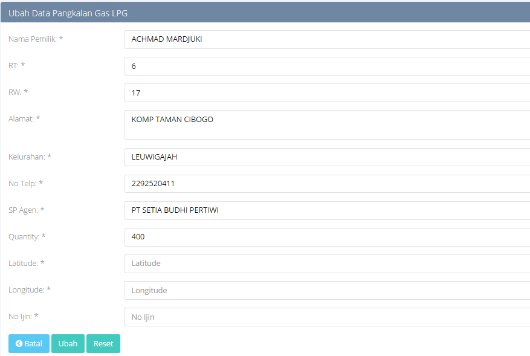 Ubah Data Pangkalan Gas LPG
Nama Pemilik: * ACHMAD MARDJUKI
RT: * 6
RW: * 17
Alamat: * KOMP TAMAN CIBOGO
Kelurahan: * LEUWIGAJAH
No Telp: * 2292520411
SP Agen: * PT SETIA BUDHI PERTIWI
Quantity: * 400
Latitude: * Latitude
Longitude: * Longitude
No Ijin: * No Ijin
Batal Ubah Reset